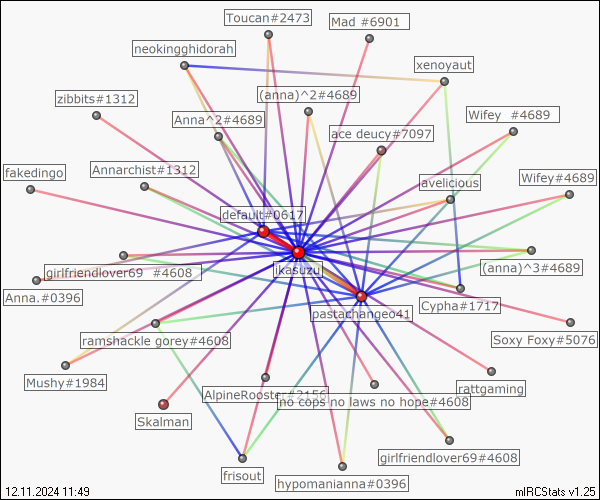 Toucan#2473
Mad #6901
neokingghidorah
xenoyaut
zibbits#1312
(anna)^2#4689
Anna^2#4689
Wifey  #4689
ace deucy#7097
fakedingo
Annarchist#1312
avelicious
Wifey#4689
default#0617
ikasuzu
girlfriendlover69  #4608
(anna)^3#4689
Anna.#0396
Cypha#1717
pastachangeo41
ramshackle gorey#4608
Soxy Foxy#5076
Mushy#1984
AlpineRooster#2156
rattgaming
no cops no laws no hope#4608
Skalman
girlfriendlover69#4608
frisout
hypomanianna#0396
12.11.2024 11:49
mIRCStats v1.25